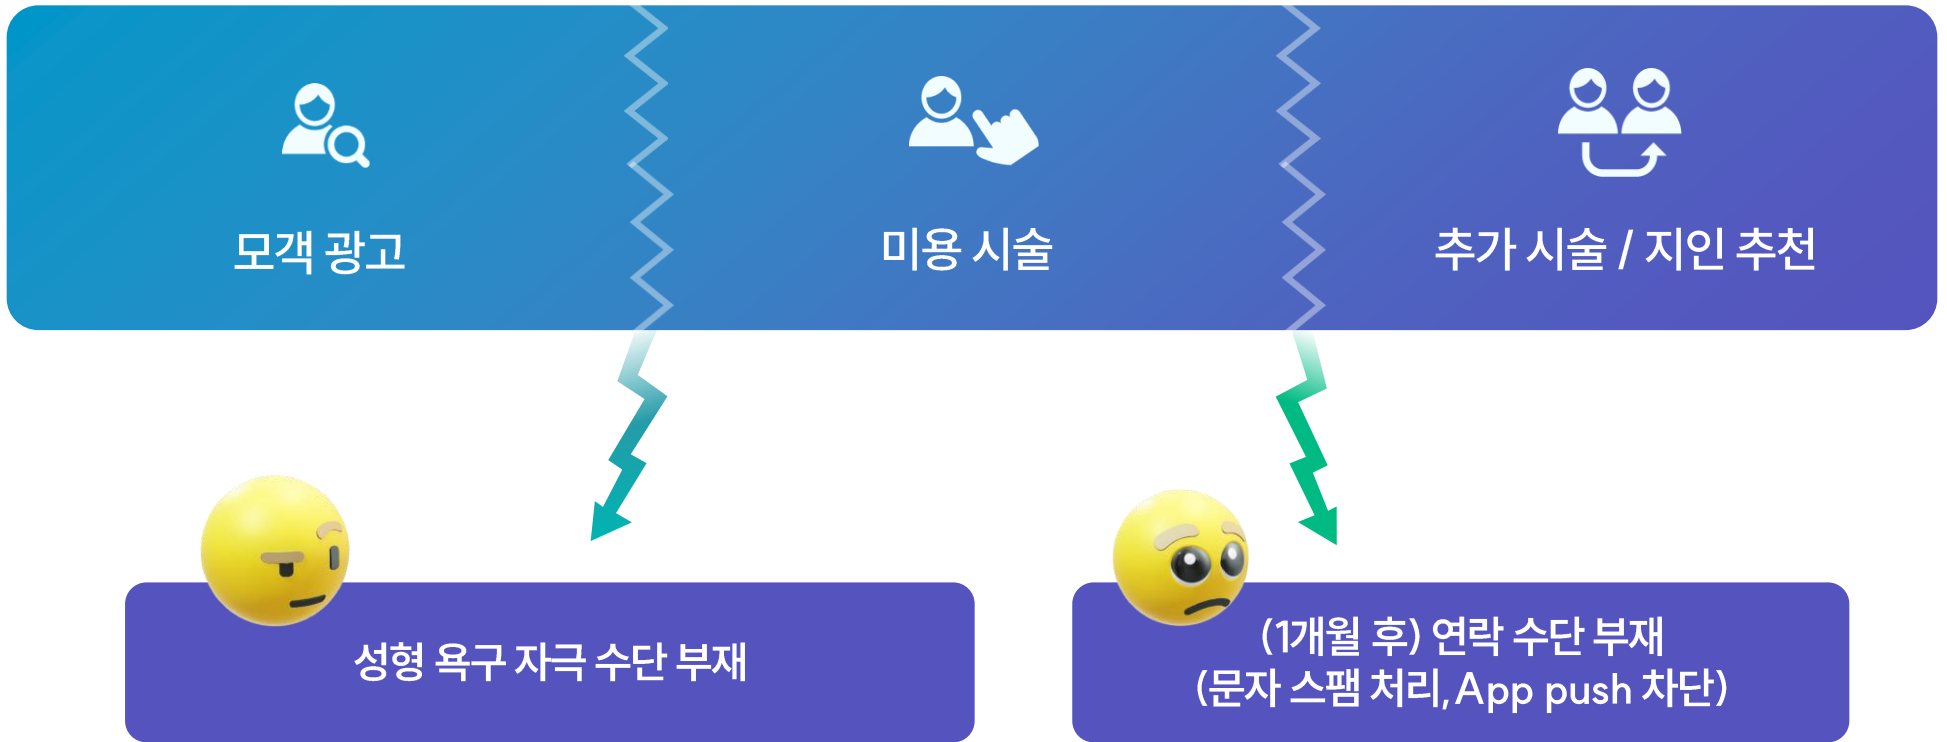 모객 광고
미용 시술
추가 시술 / 지인 추천
성형 욕구 자극 수단 부재
(1개월 후) 연락 수단 부재
(문자 스팸 처리, App push 차단)